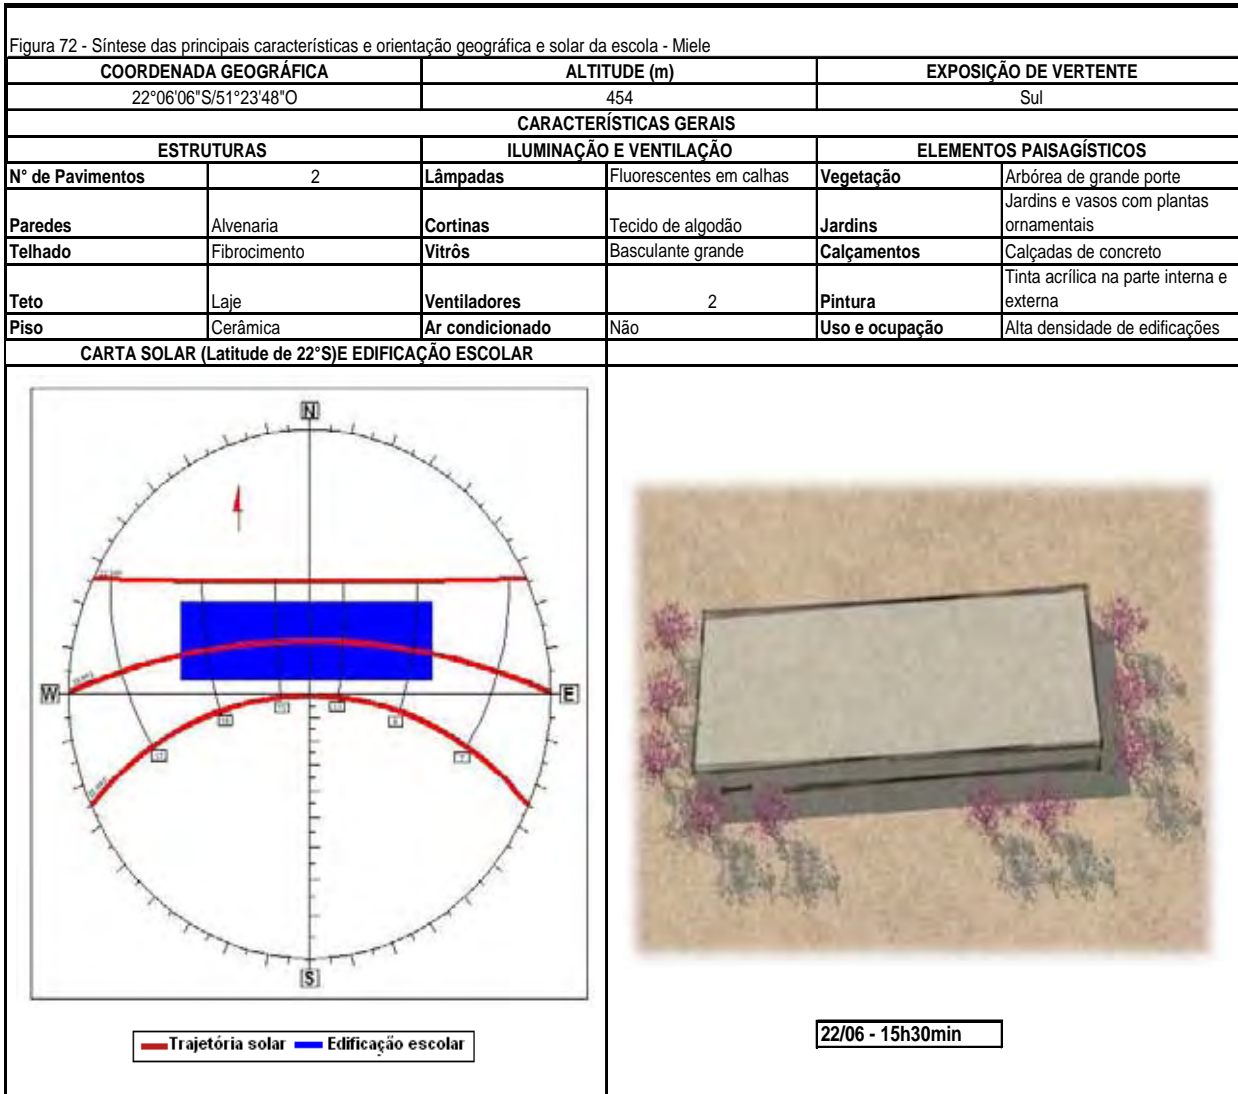 Figura 72 - Síntese das principais características e orientação geográfica e solar da escola - Miele
COORDENADA GEOGRÁFICA ALTITUDE (m) EXPOSIÇÃO DE VERTENTE
22°06'06"S/51°23'48"O 454 Sul
CARACTERÍSTICAS GERAIS
ESTRUTURAS ILUMINAÇÃO E VENTILAÇÃO ELEMENTOS PAISAGÍSTICOS
N° de Pavimentos 2 Lâmpadas Fluorescentes em calhas Vegetação Arbórea de grande porte
Paredes Alvenaria Cortinas Tecido de algodão Jardins Jardins e vasos com plantas
ornamentais
Telhado Fibrocimento Vitrôs Basculante grande Calçamentos Calçadas de concreto
Teto Laje Ventiladores 2 Pintura Tinta acrílica na parte interna e
externa
Piso Cerâmica Ar condicionado Não Uso e ocupação Alta densidade de edificações
CARTA SOLAR (Latitude de 22°S)E EDIFICAÇÃO ESCOLAR
N
W
E
S
Trajetória solar Edificação escolar
22/06 - 15h30min